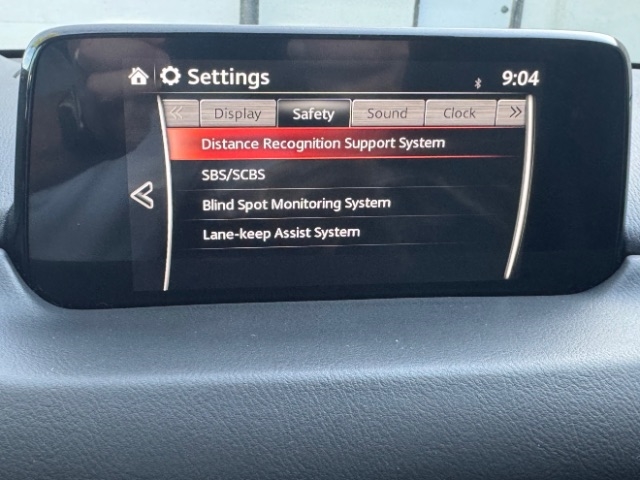 Settings 9:04
Display Safety Sound Clock
Distance Recognition Support System
SBS/SCBS
Blind Spot Monitoring System
Lane-keep Assist System